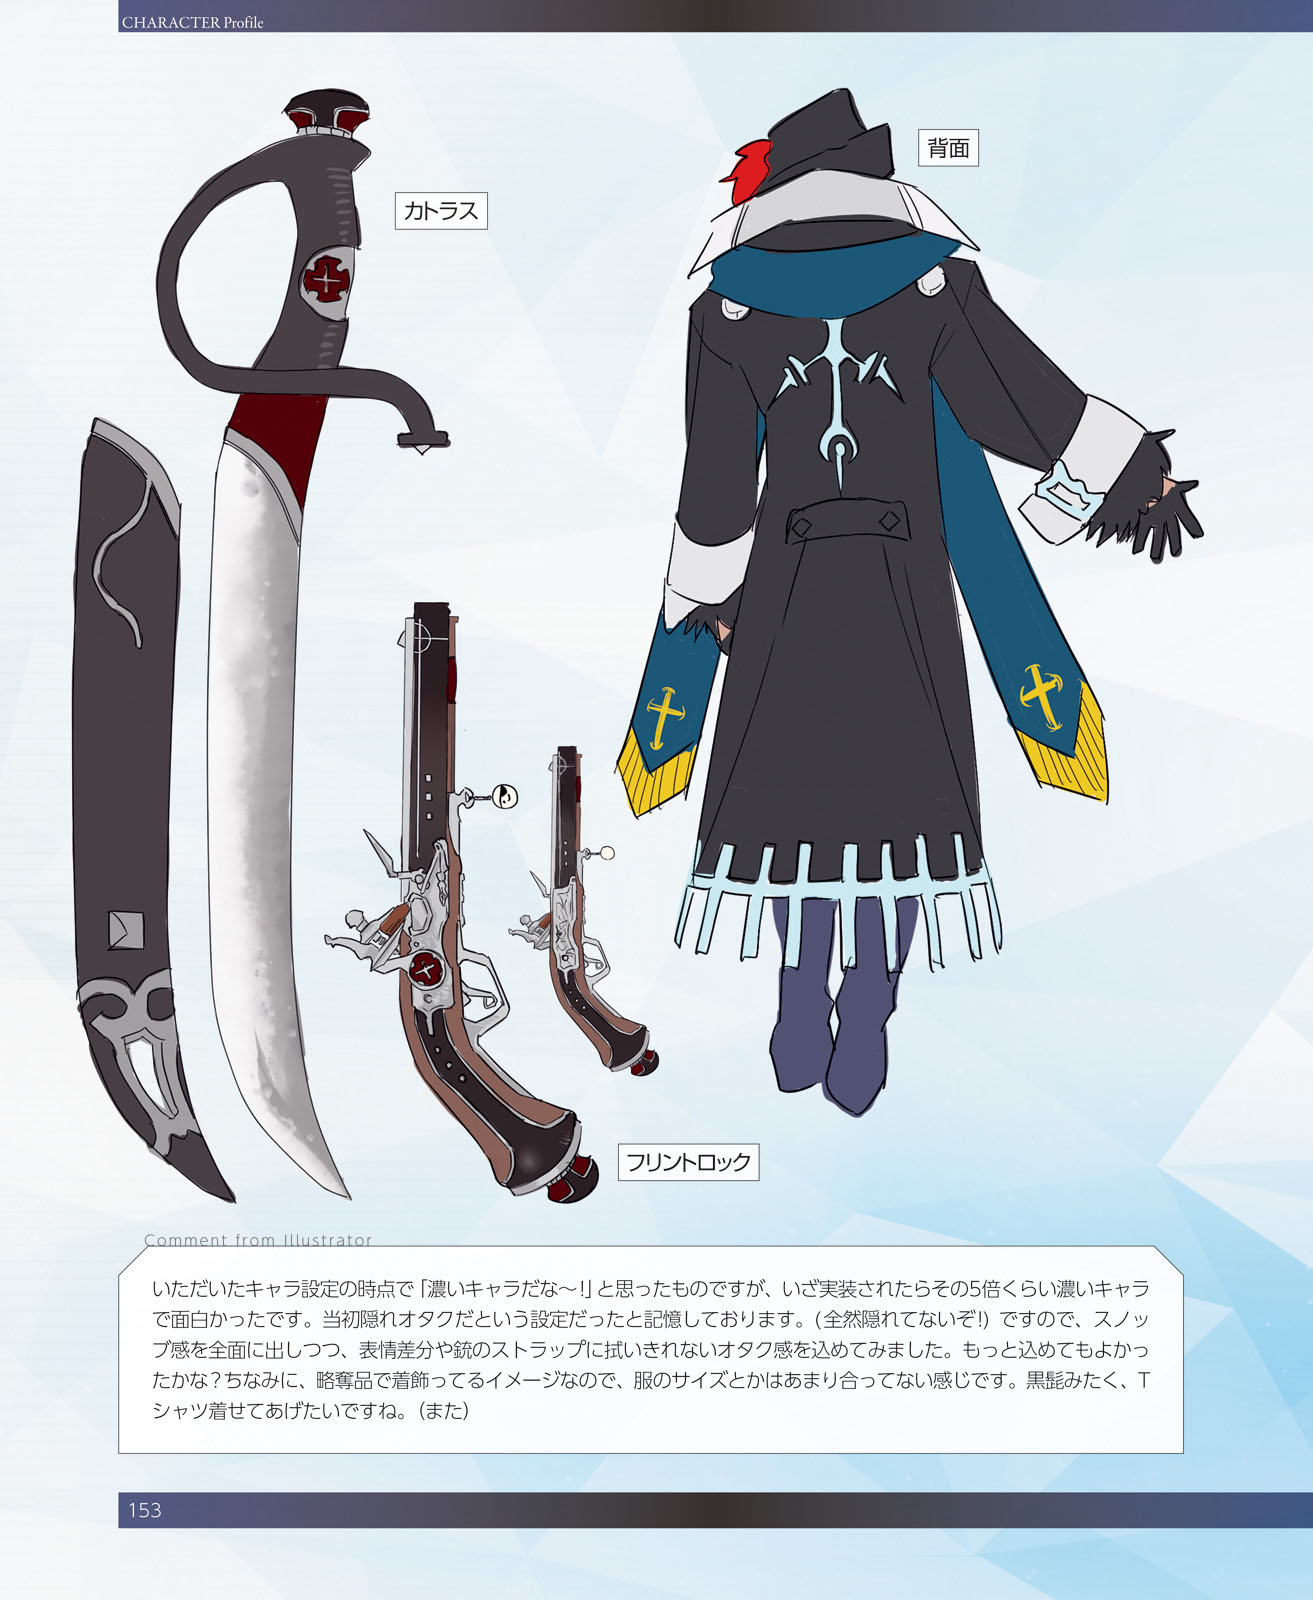 CHARACTER Profile
背面
カトラス
フリントロック
Comment from Illustrator
いただいたキャラ設定の時点で「濃いキャラだな〜!」と思ったものですが、いざ実装されたらその5倍くらい濃いキャラ
で面白かったです。当初隠れオタクだという設定だったと記憶しております。(全然隠れてないぞ!) ですので、スノッ
ブ感を全面に出しつつ、表情差分や銃のストラップに拭いきれないオタク感を込めてみました。もっと込めてもよかっ
たかな?ちなみに、略奪品で着飾ってるイメージなので、服のサイズとかはあまり合ってない感じです。黒髭みたく、T
シャツ着せてあげたいですね。(また)
153